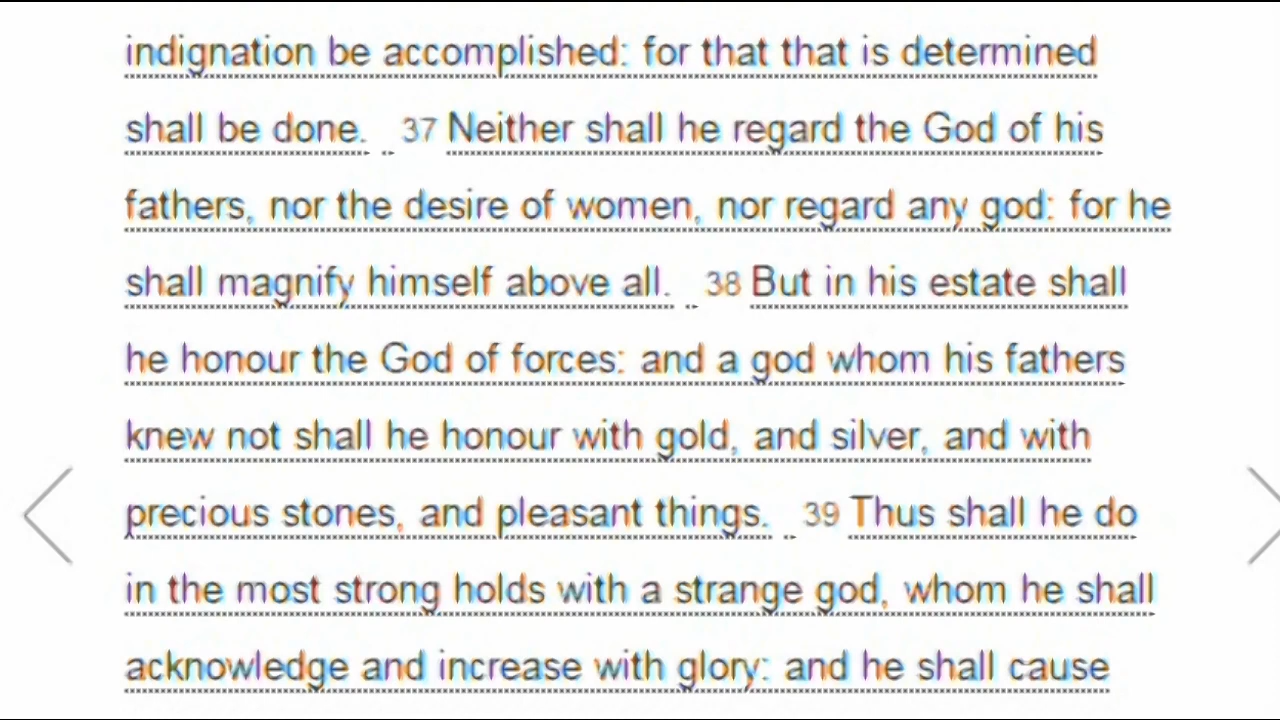 indignation be accomplished: for that that is determined
shall be done. 37 Neither shall he regard the God of his
fathers, nor the desire of women, nor regard any god: for he
shall magnify himself above all. 38 But in his estate shall
he honour the God of forces: and a god whom his fathers
knew not shall he honour with gold, and silver, and with
precious stones, and pleasant things. 39 Thus shall he do
in the most strong holds with a strange god, whom he shall
acknowledge and increase with glory: and he shall cause